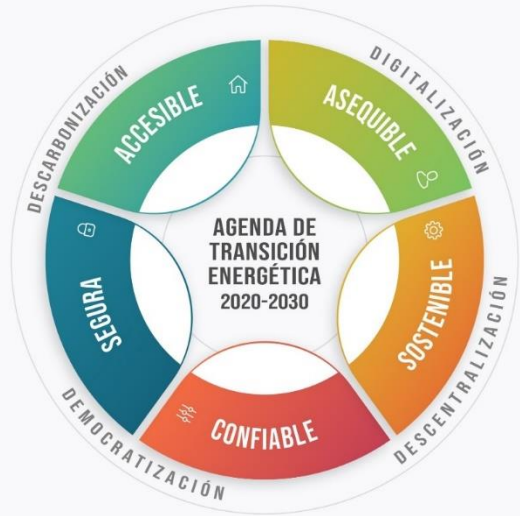 DESCARBONIZACIÓN
DIGITALIZACIÓN
ACCESIBLE
ASEQUIBLE
AGENDA DE
TRANSICIÓN
ENERGÉTICA
2020-2030
SEGURA
SOSTENIBLE
CONFIABLE
DEMOCRATIZACIÓN
DESCENTRALIZACIÓN